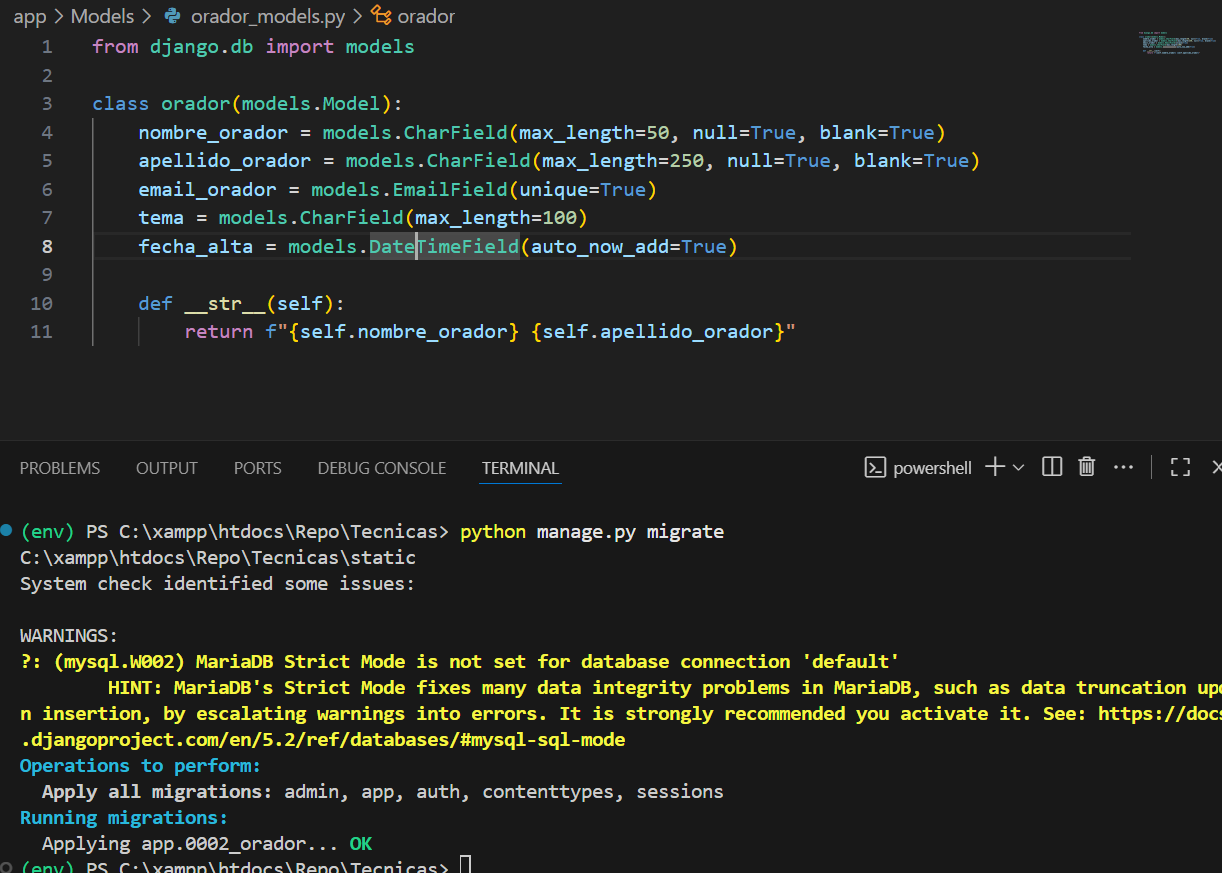 app > Models > orador_models.py > orador
1 from django.db import models
2
3 class orador(models.Model):
4 nombre_orador = models.CharField(max_length=50, null=True, blank=True)
5 apellido_orador = models.CharField(max_length=250, null=True, blank=True)
6 email_orador = models.EmailField(unique=True)
7 tema = models.CharField(max_length=100)
8 fecha_alta = models.DateTimeField(auto_now_add=True)
9
10 def __str__(self):
11 return f"{self.nombre_orador} {self.apellido_orador}"
PROBLEMS OUTPUT PORTS DEBUG CONSOLE TERMINAL powershell
(env) PS C:\xampp\htdocs\Repo\Tecnicas> python manage.py migrate
C:\xampp\htdocs\Repo\Tecnicas\static
System check identified some issues:
WARNINGS:
?: (mysql.W002) MariaDB Strict Mode is not set for database connection 'default'
HINT: MariaDB's Strict Mode fixes many data integrity problems in MariaDB, such as data truncation upo
n insertion, by escalating warnings into errors. It is strongly recommended you activate it. See: https://docs
.djangoproject.com/en/5.2/ref/databases/#mysql-sql-mode
Operations to perform:
Apply all migrations: admin, app, auth, contenttypes, sessions
Running migrations:
Applying app.0002_orador... OK
(env) PS C:\xampp\htdocs\Repo\Tecnicas>